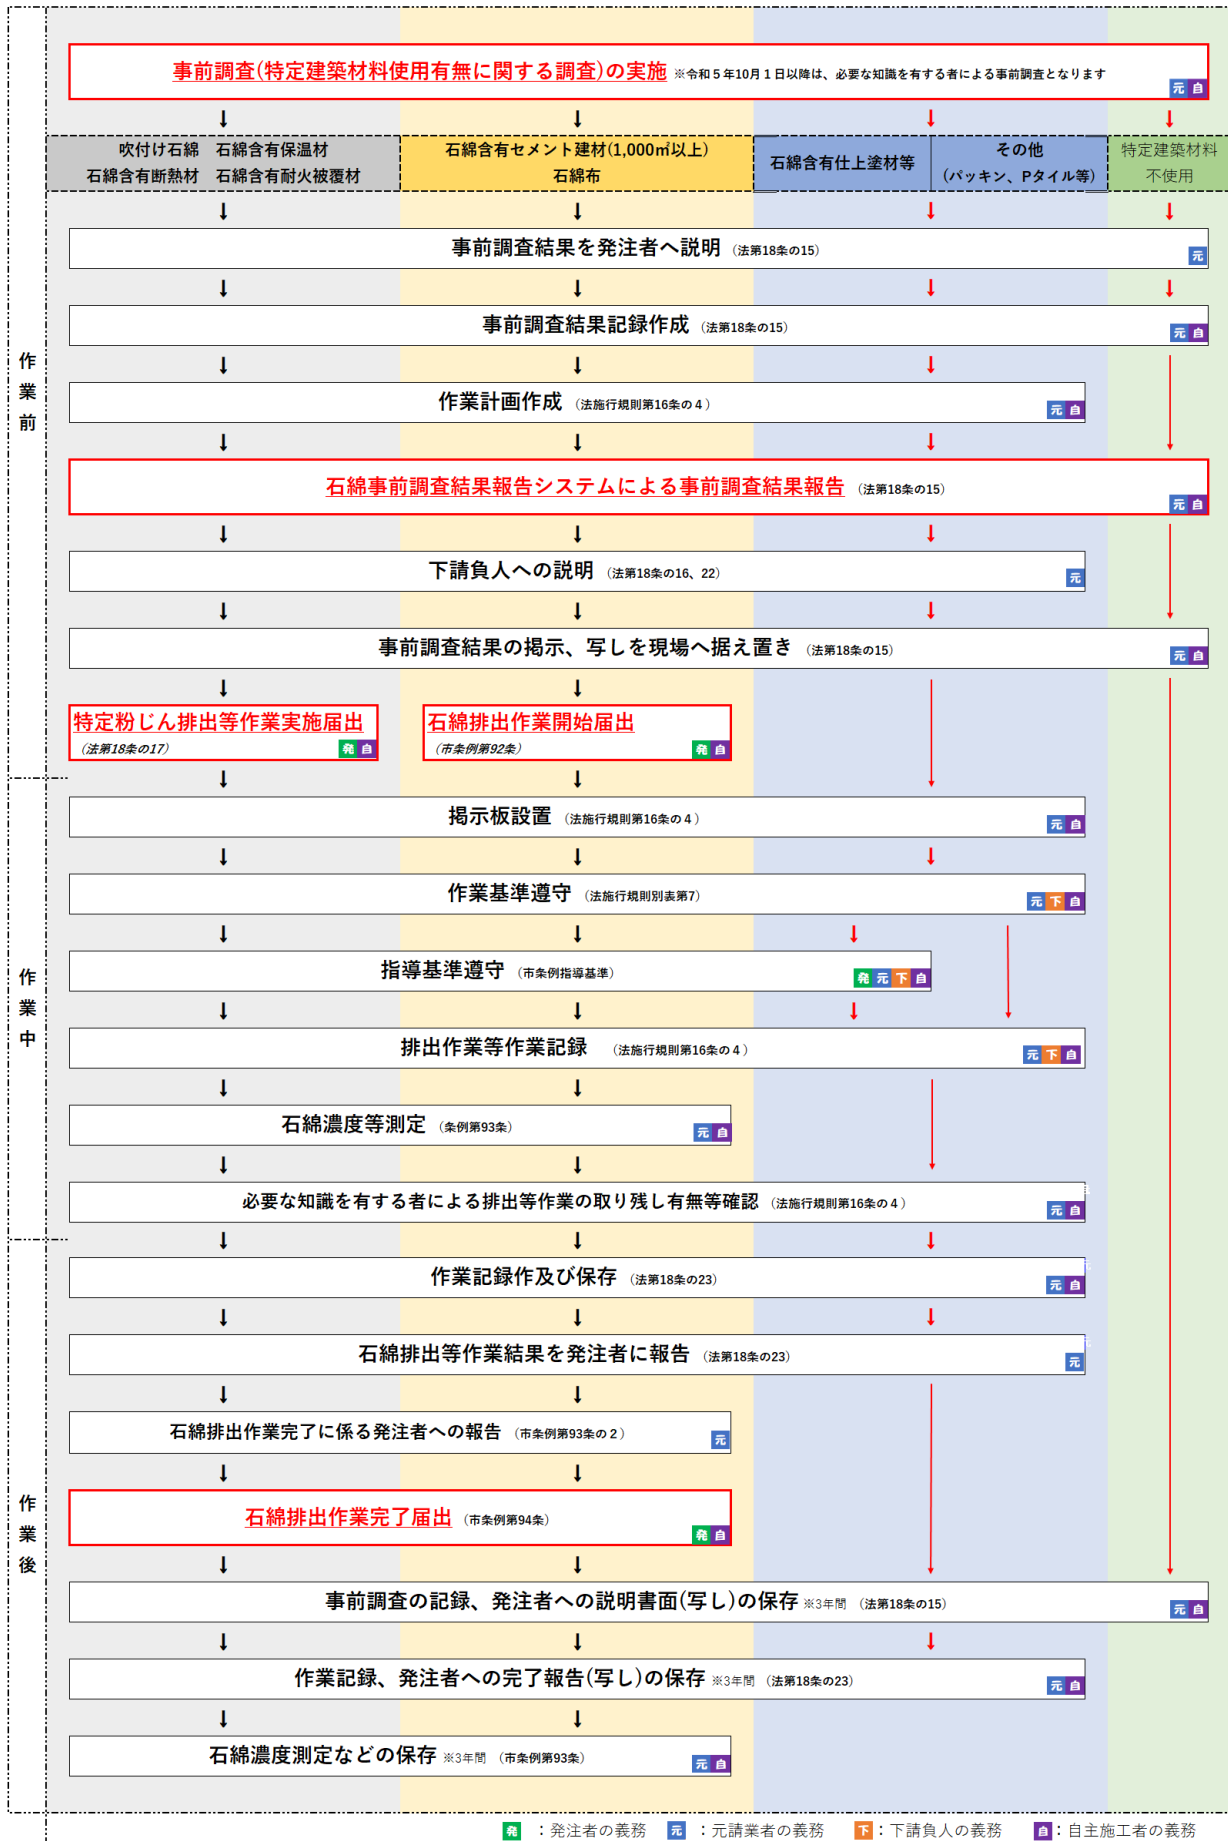 事前調査(特定建築材料使用有無に関する調査)の実施 ※令和５年10月１日以降は、必要な知識を有する者による事前調査となります
元 自
吹付け石綿 石綿含有保温材
石綿含有断熱材 石綿含有耐火被覆材
石綿含有セメント建材(1,000㎡以上)
石綿布
石綿含有仕上塗材等
その他
(パッキン、Pタイル等)
特定建築材料
不使用
作業前
事前調査結果を発注者へ説明 （法第18条の15）
元
事前調査結果記録作成 （法第18条の15）
元 自
作業計画作成 （法施行規則第16条の４）
元 自
石綿事前調査結果報告システムによる事前調査結果報告 （法第18条の15）
元 自
下請負人への説明 （法第18条の16、22）
元
事前調査結果の掲示、写しを現場へ据え置き （法第18条の15）
元 自
特定粉じん排出等作業実施届出
（法第18条の17）
発 自
石綿排出作業開始届出
（市条例第92条）
発 自
作業中
掲示板設置 （法施行規則第16条の４）
元 自
作業基準遵守 （法施行規則別表第7）
元 下 自
指導基準遵守 （市条例指導基準）
発 元 下 自
排出作業等作業記録 （法施行規則第16条の４）
元 下 自
石綿濃度等測定 （条例第93条）
元 自
必要な知識を有する者による排出等作業の取り残し有無等確認 （法施行規則第16条の４）
元 自
作業後
作業記録作及び保存 （法第18条の23）
元 自
石綿排出等作業結果を発注者に報告 （法第18条の23）
元
石綿排出作業完了に係る発注者への報告 （市条例第93条の２）
元
石綿排出作業完了届出 （市条例第94条）
発 自
事前調査の記録、発注者への説明書面(写し)の保存 ※3年間 （法第18条の15）
元 自
作業記録、発注者への完了報告(写し)の保存 ※3年間 （法第18条の23）
元 自
石綿濃度測定などの保存 ※3年間 （市条例第93条）
元 自
発 ：発注者の義務 元 ：元請業者の義務 下：下請負人の義務 自：自主施工者の義務